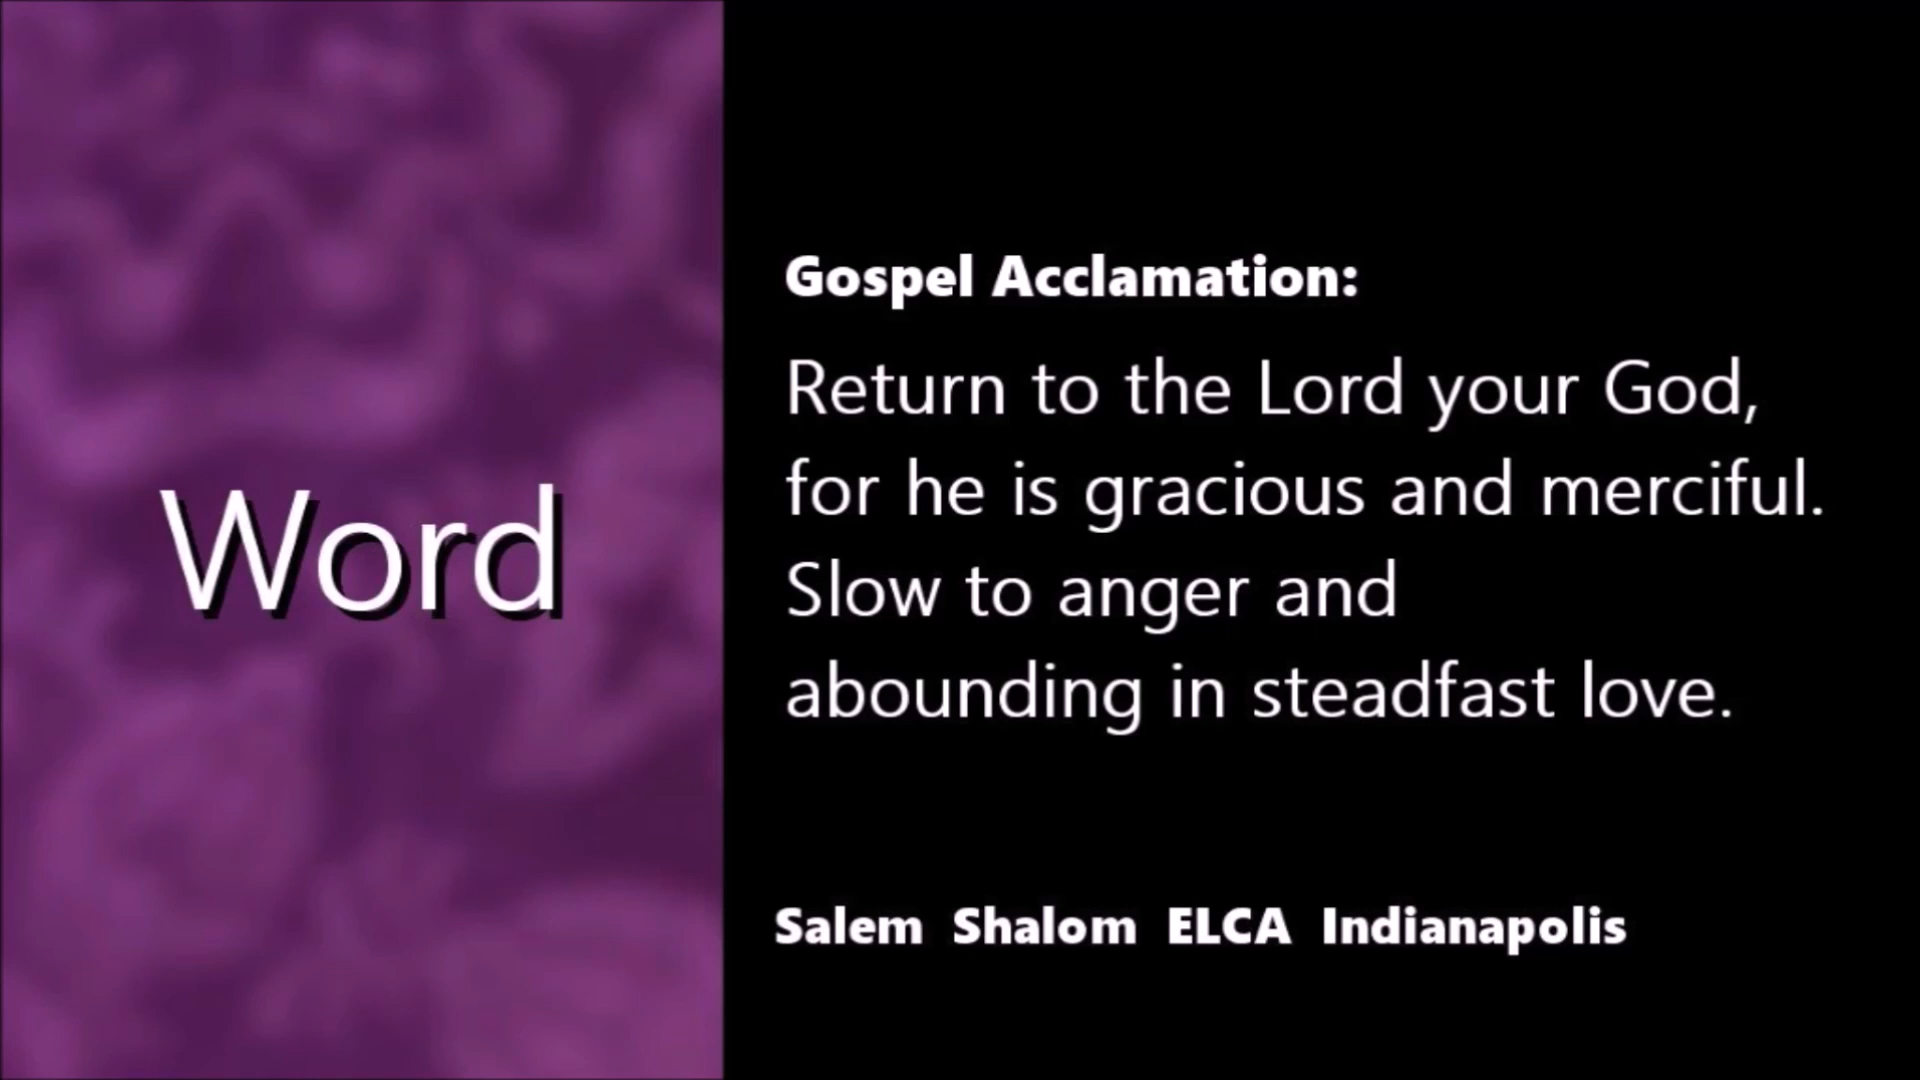 Word
Gospel Acclamation:
Return to the Lord your God,
for he is gracious and merciful.
Slow to anger and
abounding in steadfast love.
Salem Shalom ELCA Indianapolis